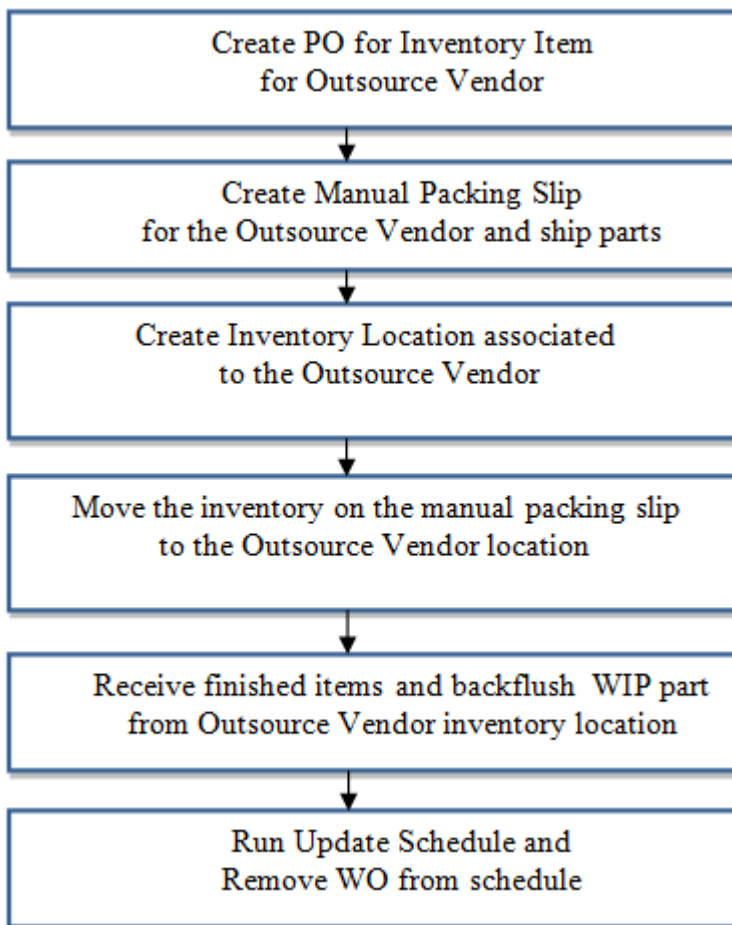 Create PO for Inventory Item
for Outsource Vendor
Create Manual Packing Slip
for the Outsource Vendor and ship parts
Create Inventory Location associated
to the Outsource Vendor
Move the inventory on the manual packing slip
to the Outsource Vendor location
Receive finished items and backflush WIP part
from Outsource Vendor inventory location
Run Update Schedule and
Remove WO from schedule